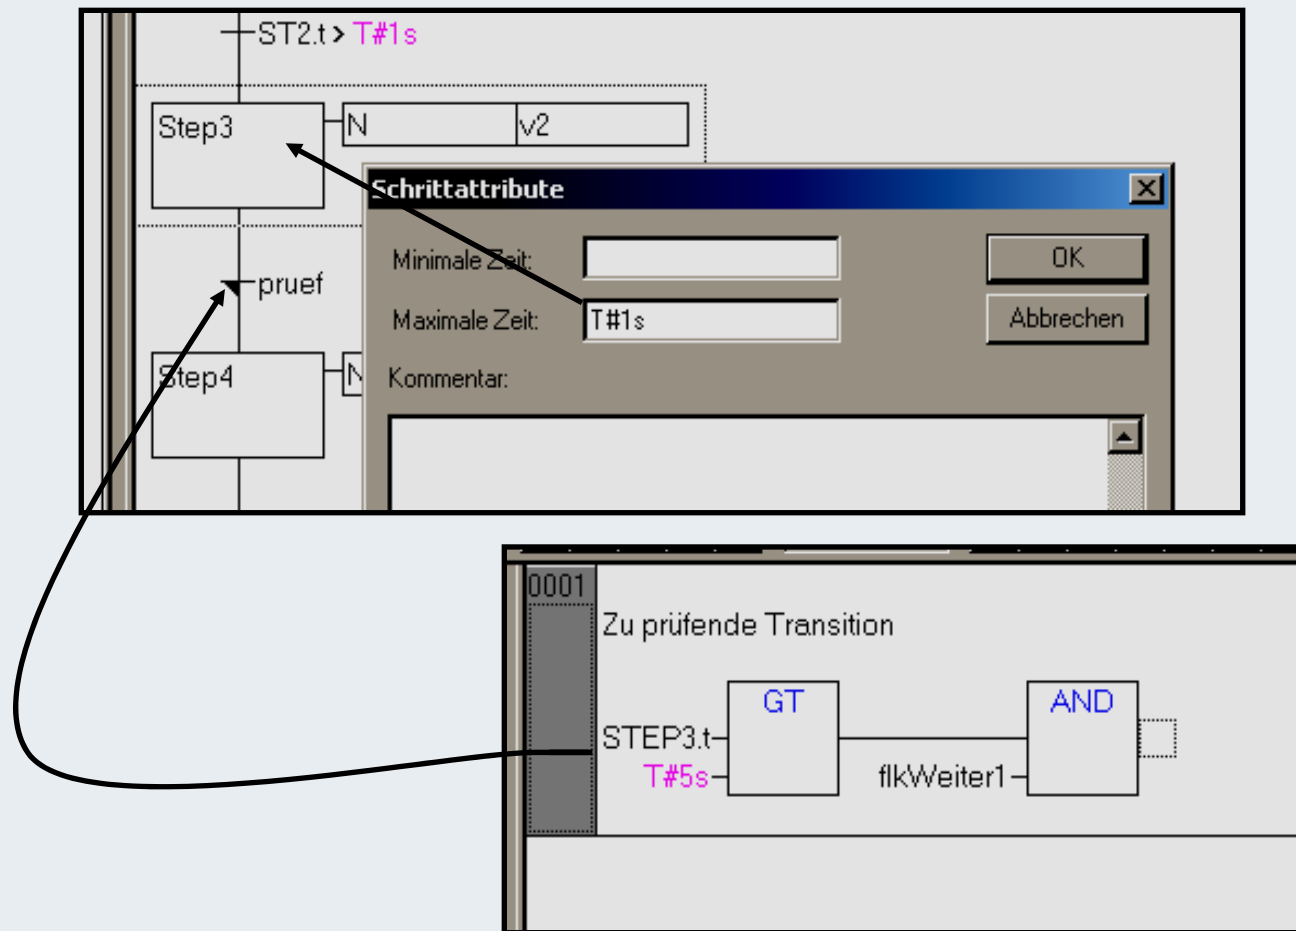 ST2.t > T#1s
Step3
N
v2
Schrittattribute
Minimale Zeit:
OK
Maximale Zeit:
T#1s
Abbrechen
pruef
Step4
N
Kommentar:
0001
Zu prüfende Transition
GT
AND
STEP3.t
T#5s
flkWeiter1